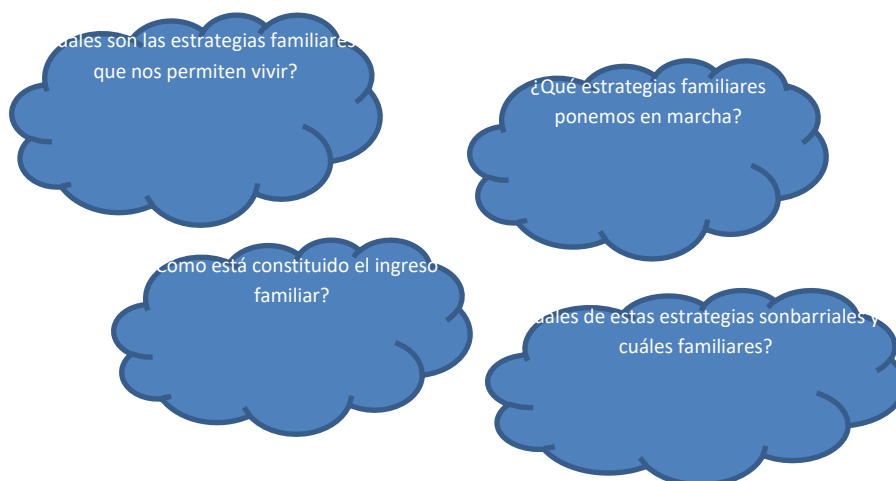 uales son las estrategias familiares
que nos permiten vivir?
¿Qué estrategias familiares
ponemos en marcha?
Como está constituido el ingreso
familiar?
uales de estas estrategias sonbarriales y
cuáles familiares?